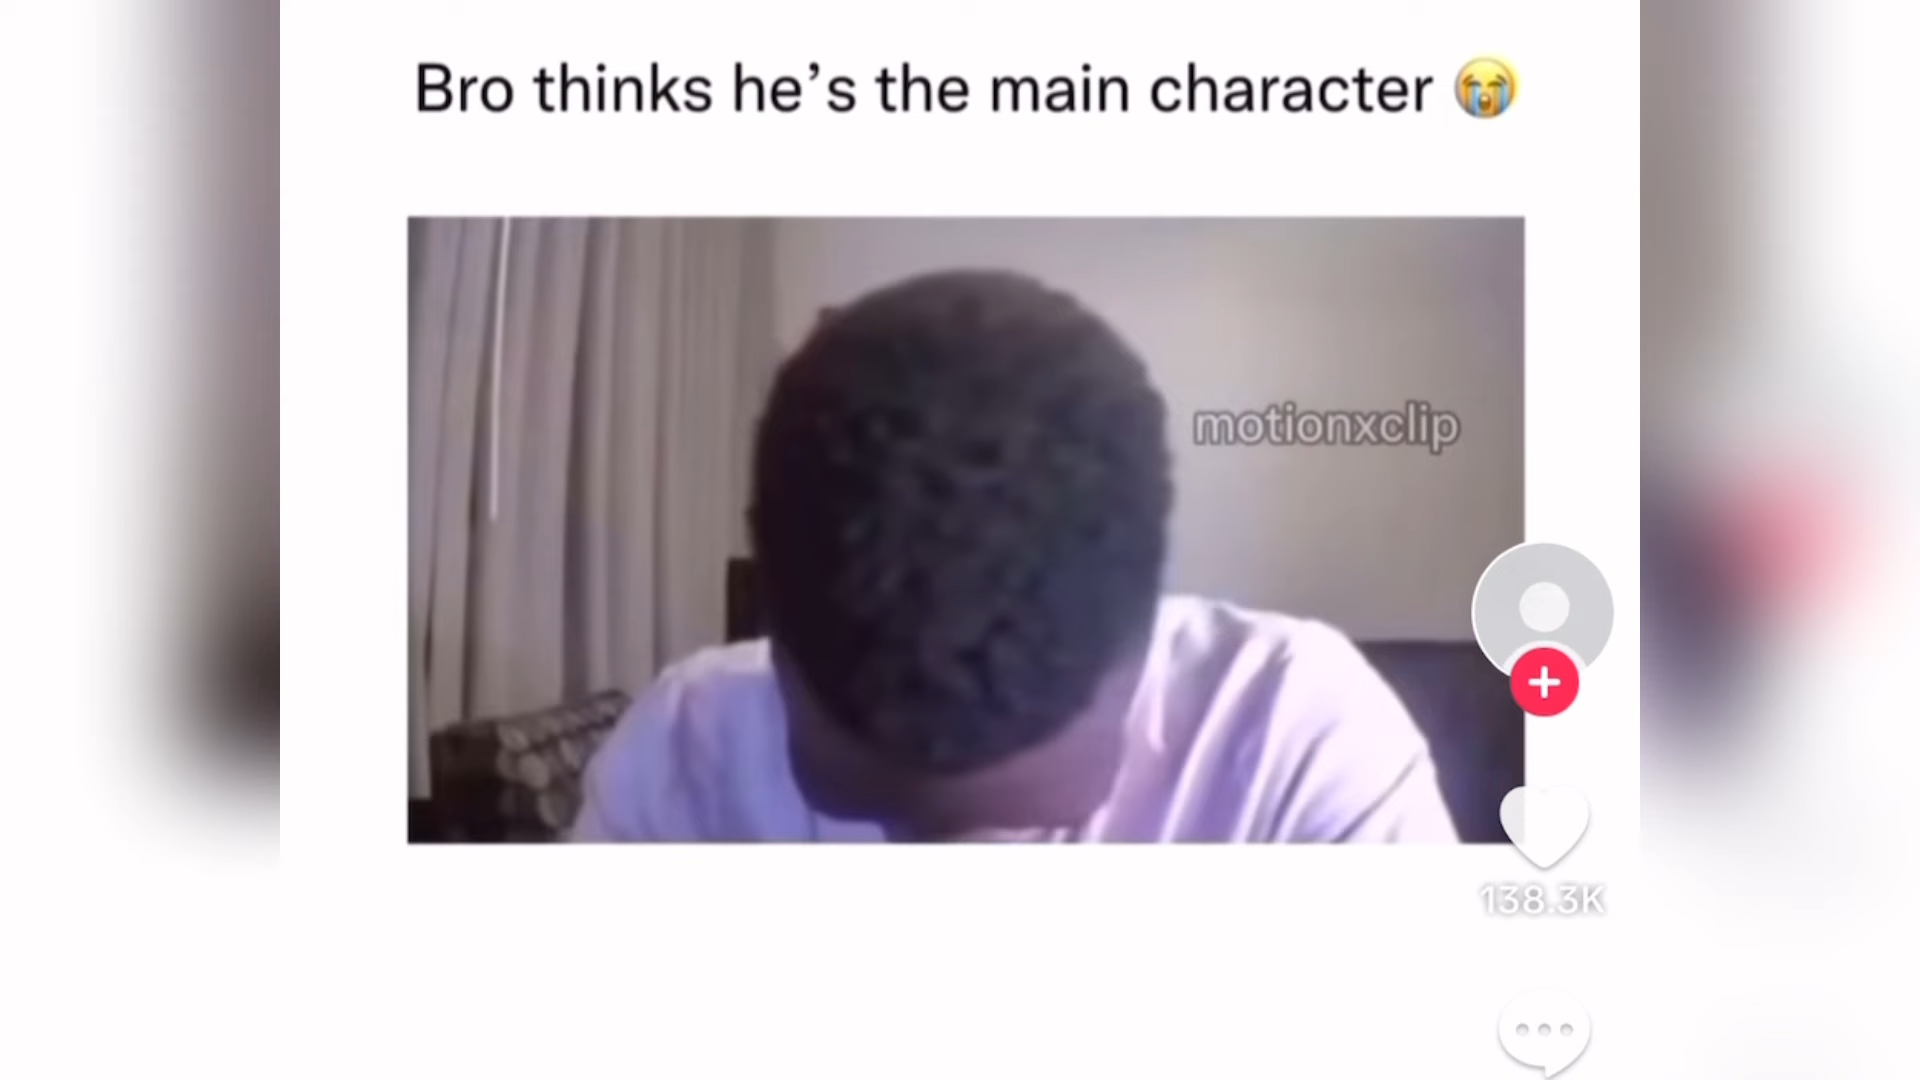 Bro thinks he’s the main character 😭
motionxclip
138.3K